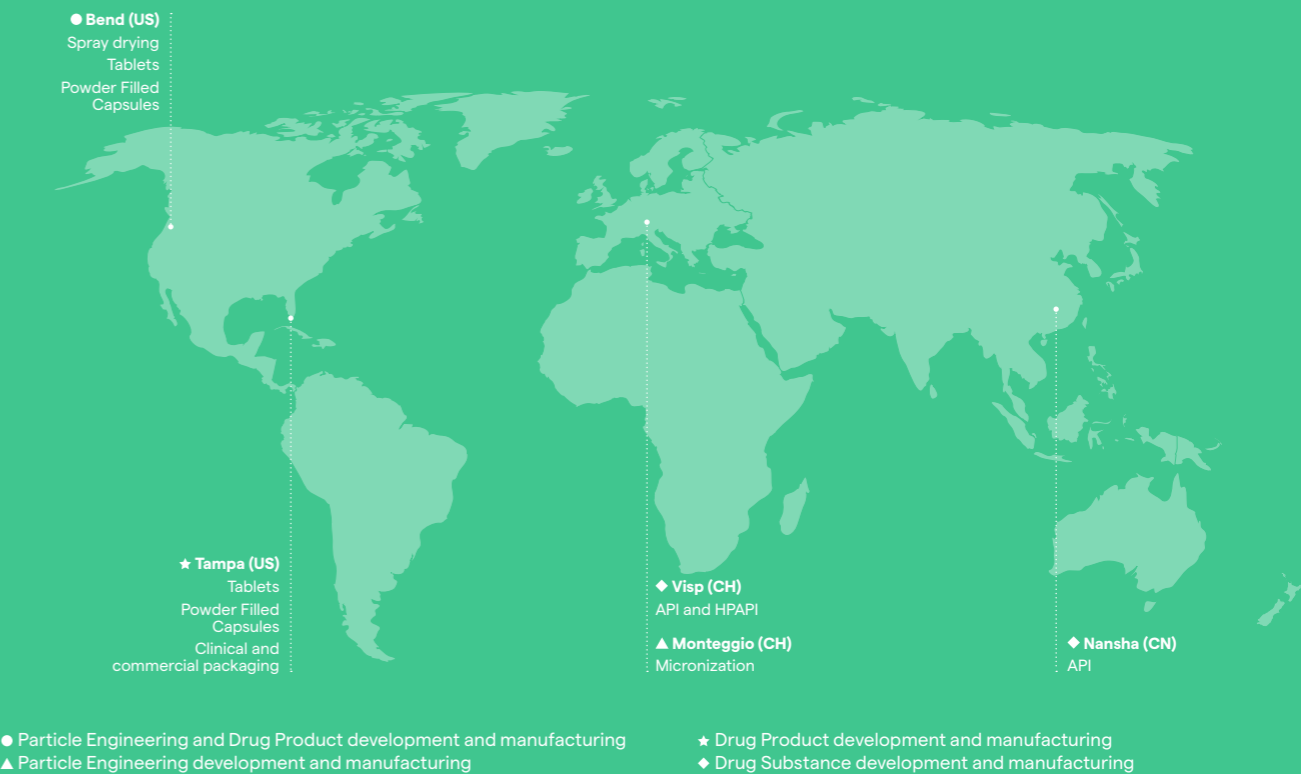 ● Bend (US)
Spray drying
Tablets
Powder Filled
Capsules
★ Tampa (US)
Tablets
Powder Filled
Capsules
Clinical and
commercial packaging
◆ Visp (CH)
API and HPAPI
▲ Monteggio (CH)
Micronization
◆ Nansha (CN)
API
● Particle Engineering and Drug Product development and manufacturing
▲ Particle Engineering development and manufacturing
★ Drug Product development and manufacturing
◆ Drug Substance development and manufacturing